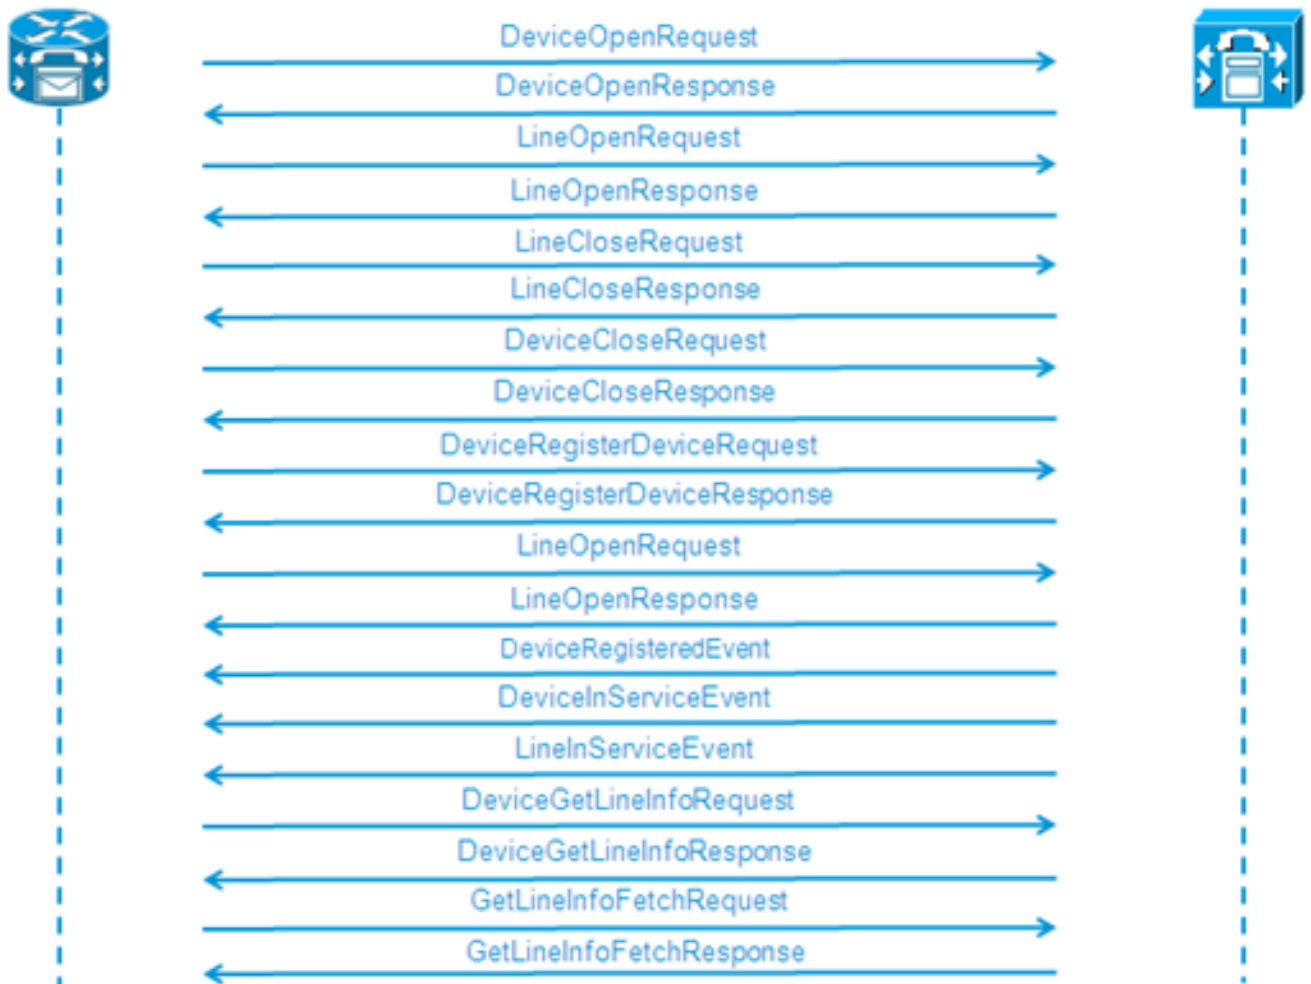 DeviceOpenRequest
DeviceOpenResponse
LineOpenRequest
LineOpenResponse
LineCloseRequest
LineCloseResponse
DeviceCloseRequest
DeviceCloseResponse
DeviceRegisterDeviceRequest
DeviceRegisterDeviceResponse
LineOpenRequest
LineOpenResponse
DeviceRegisteredEvent
DeviceInServiceEvent
LineInServiceEvent
DeviceGetLineInfoRequest
DeviceGetLineInfoResponse
GetLineInfoFetchRequest
GetLineInfoFetchResponse